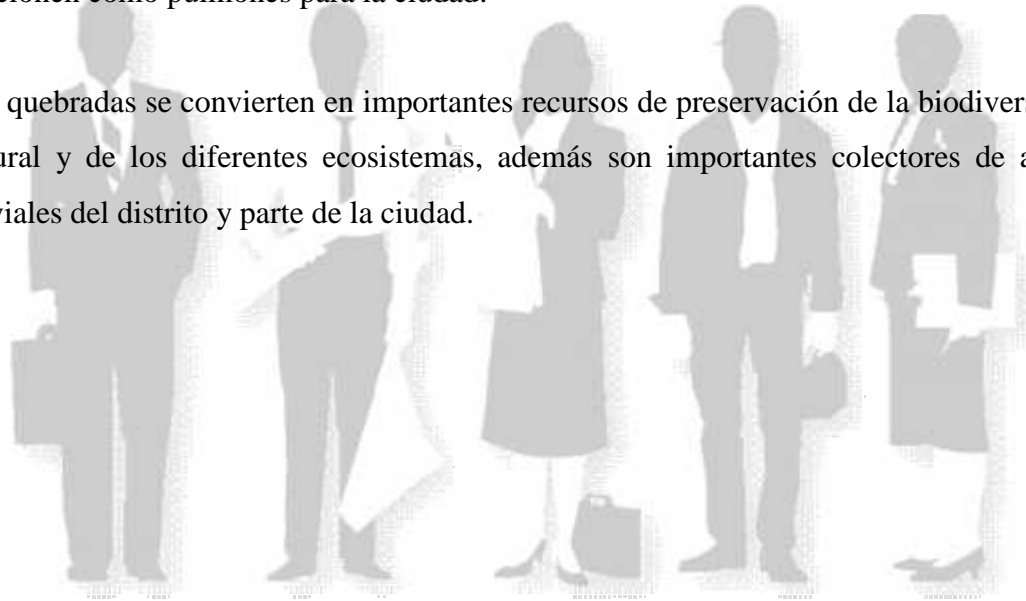 cionen como pulmones para la ciudad.
quebradas se convierten en importantes recursos de preservación de la biodivers
ural y de los diferentes ecosistemas, además son importantes colectores de a
viales del distrito y parte de la ciudad.